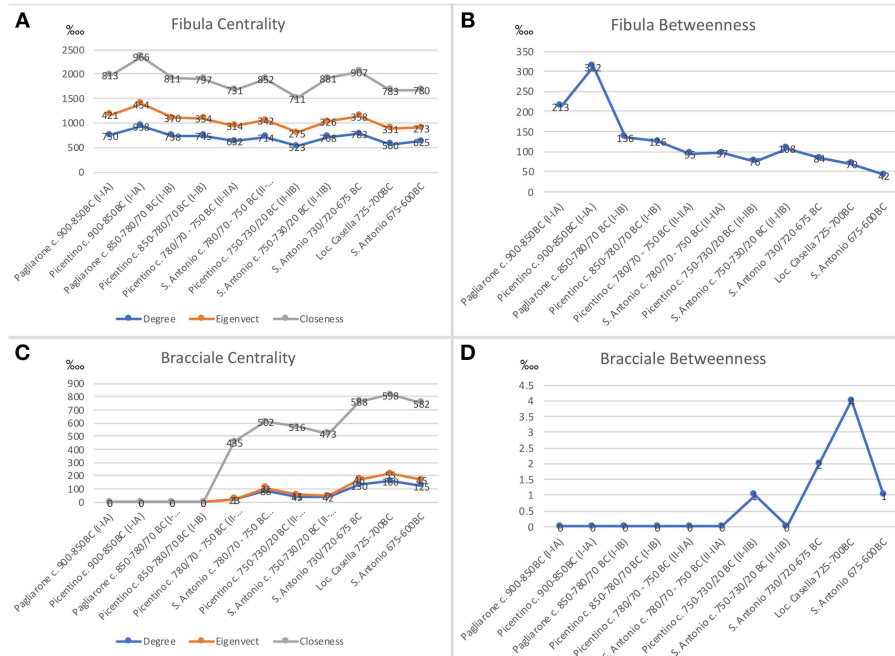 A
Fibula Centrality
‰oo
2500
2000
1500
1000
500
0
813 966 811 797 731 852 711 881 907 783 780
421 454 370 354 314 342 275 326 358 331 273
750 938 738 745 632 714 523 708 783 560 625
Pagliarone c. 900-850BC (I-IA)
Picentino c. 900-850BC (I-IA)
Pagliarone c. 850-780/70 BC (I-IB)
Picentino c. 850-780/70 BC (I-IB)
Picentino c. 780/70 - 750 BC (II-IIA)
S. Antonio c. 780/70 - 750 BC (II-...
Picentino c. 750-730/20 BC (II-IIB)
S. Antonio c. 750-730/20 BC (II-IIB)
S. Antonio 730/720-675 BC
Loc. Casella 725-700BC
S. Antonio 675-600BC
Degree Eigenvect Closeness
B
Fibula Betweenness
‰oo
350
300
250
200
150
100
50
0
213 312 136 126 95 97 76 108 84 70 42
Pagliarone c. 900-850BC (I-IA)
Picentino c. 900-850BC (I-IA)
Pagliarone c. 850-780/70 BC (I-IB)
Picentino c. 850-780/70 BC (I-IB)
Picentino c. 780/70 - 750 BC (II-IIA)
S. Antonio c. 780/70 - 750 BC (II-IIA)
Picentino c. 750-730/20 BC (II-IIB)
S. Antonio c. 750-730/20 BC (II-IIB)
S. Antonio 730/720-675 BC
Loc. Casella 725-700BC
S. Antonio 675-600BC
C
Bracciale Centrality
‰oo
900
800
700
600
500
400
300
200
100
0
0 0 0 0 435 502 516 473 588 598 582
23 86 43 42 130 160 125
Pagliarone c. 900-850BC (I-IA)
Picentino c. 900-850BC (I-IA)
Pagliarone c. 850-780/70 BC (I-...
Picentino c. 850-780/70 BC (I-IB)
Picentino c. 780/70 - 750 BC (II-...
S. Antonio c. 780/70-750 BC...
Picentino c. 750-730/20 BC (II-...
S. Antonio c. 750-730/20 BC (II-...
S. Antonio 730/720-675 BC
Loc. Casella 725-700BC
S. Antonio 675-600BC
Degree Eigenvect Closeness
D
Bracciale Betweenness
‰oo
4.5
4
3.5
3
2.5
2
1.5
1
0.5
0
0 0 0 0 0 0 1 0 2 4 1
Pagliarone c. 900-850BC (I-IA)
Picentino c. 900-850BC (I-IA)
Pagliarone c. 850-780/70 BC (I-IB)
Picentino c. 850-780/70 BC (I-IB)
Picentino c. 780/70 - 750 BC (II-IIA)
S. Antonio c. 780/70 - 750 BC (II-IIA)
Picentino c. 750-730/20 BC (II-IIB)
S. Antonio c. 750-730/20 BC (II-IIB)
S. Antonio 730/720-675 BC
Loc. Casella 725-700BC
S. Antonio 675-600BC